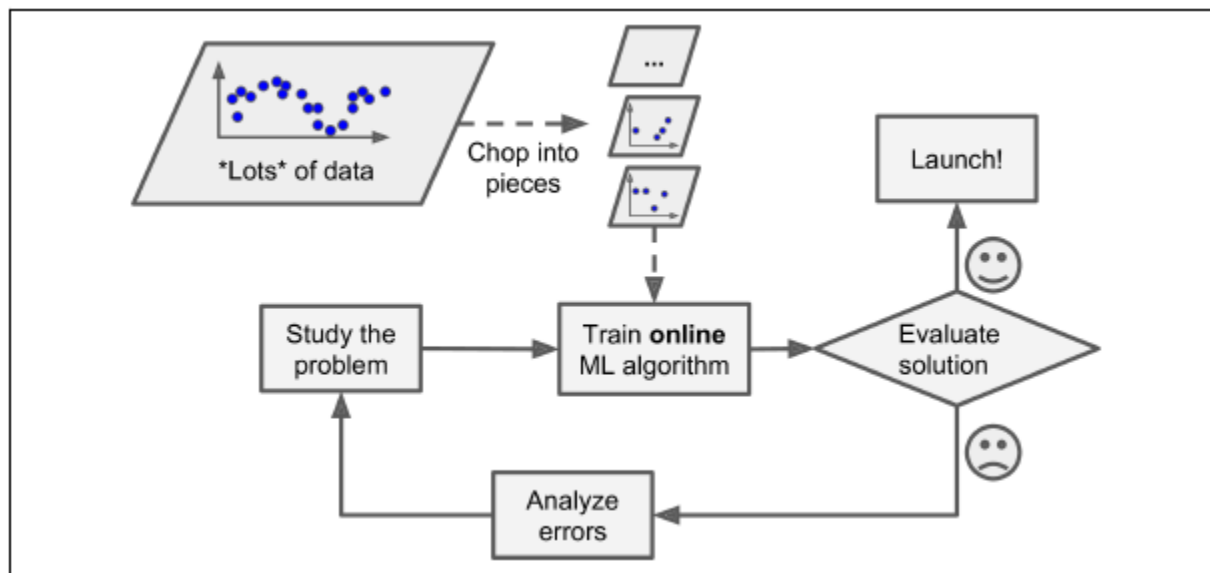 *Lots* of data
Chop into
pieces
...
Launch!
Study the
problem
Train online
ML algorithm
Evaluate
solution
Analyze
errors